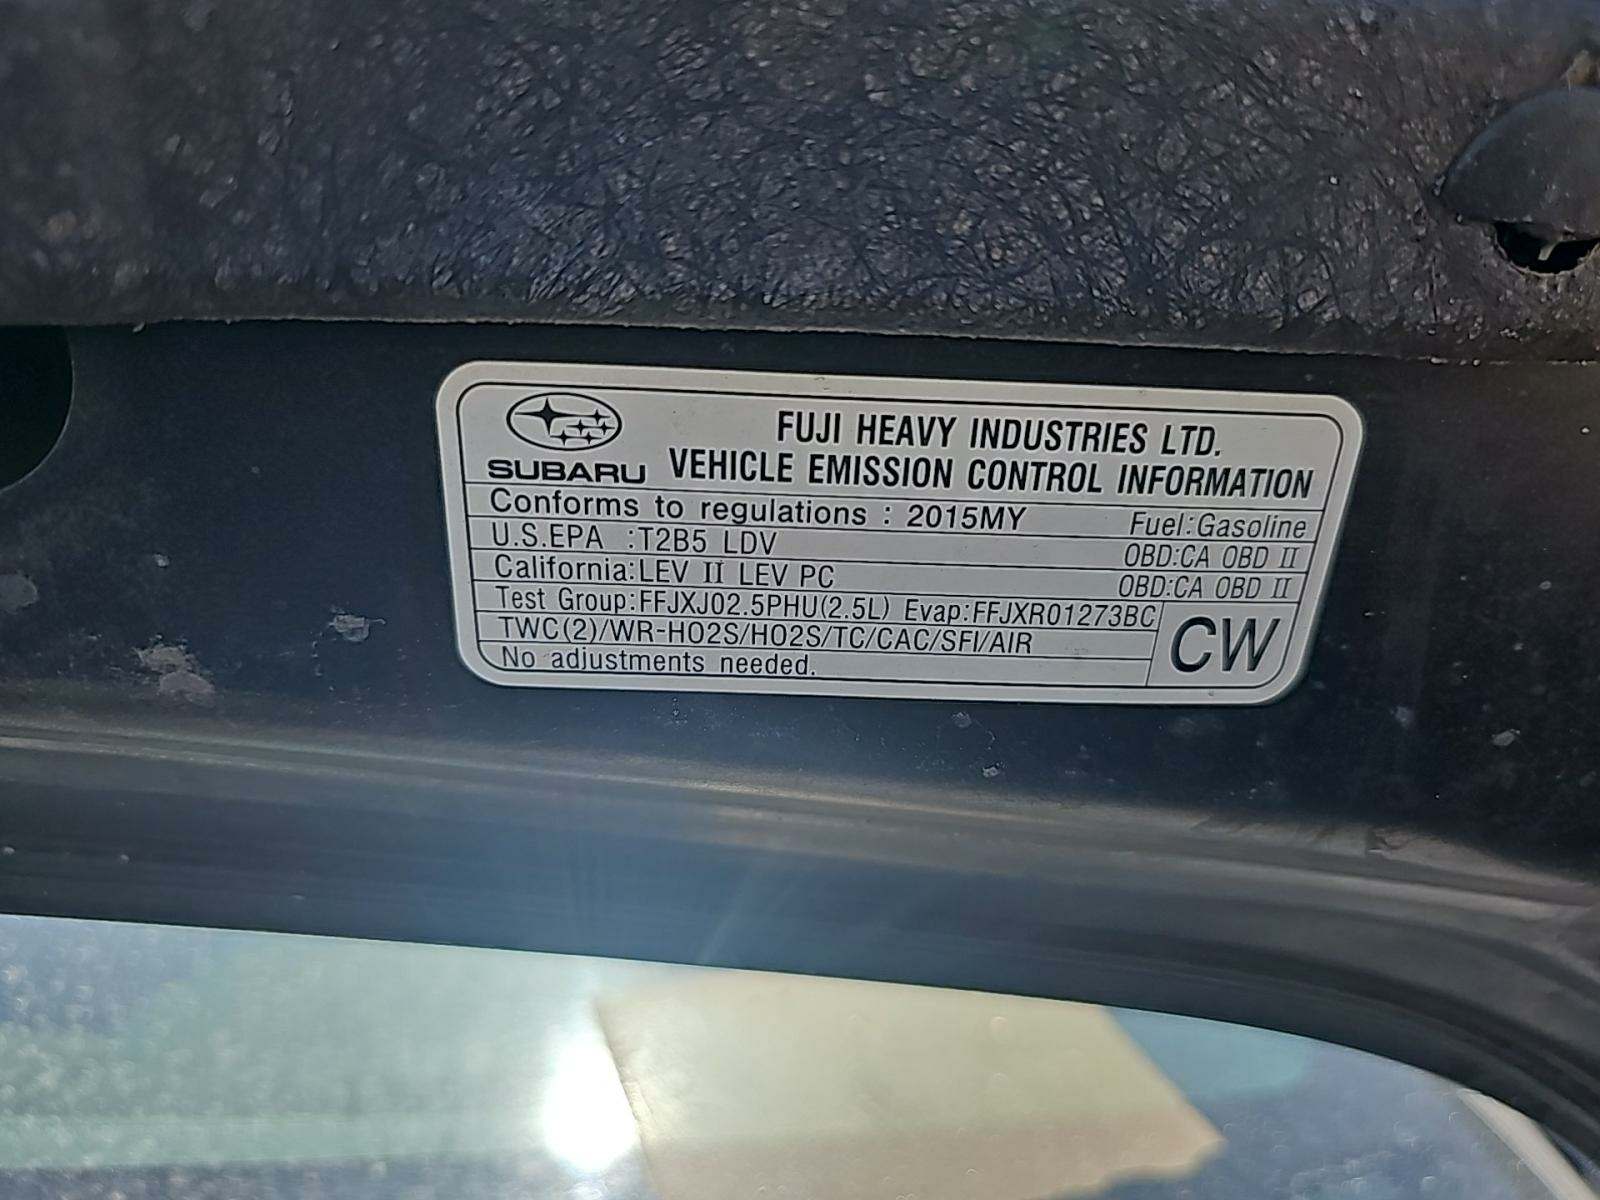 SUBARU
FUJI HEAVY INDUSTRIES LTD.
VEHICLE EMISSION CONTROL INFORMATION
Conforms to regulations : 2015MY Fuel:Gasoline
U.S.EPA :T2B5 LDV OBD:CA OBD II
California:LEV II LEV PC OBD:CA OBD II
Test Group:FFJXJ02.5PHU(2.5L) Evap:FFJXR01273BC
TWC(2)/WR-HO2S/HO2S/TC/CAC/SFI/AIR
No adjustments needed.
CW